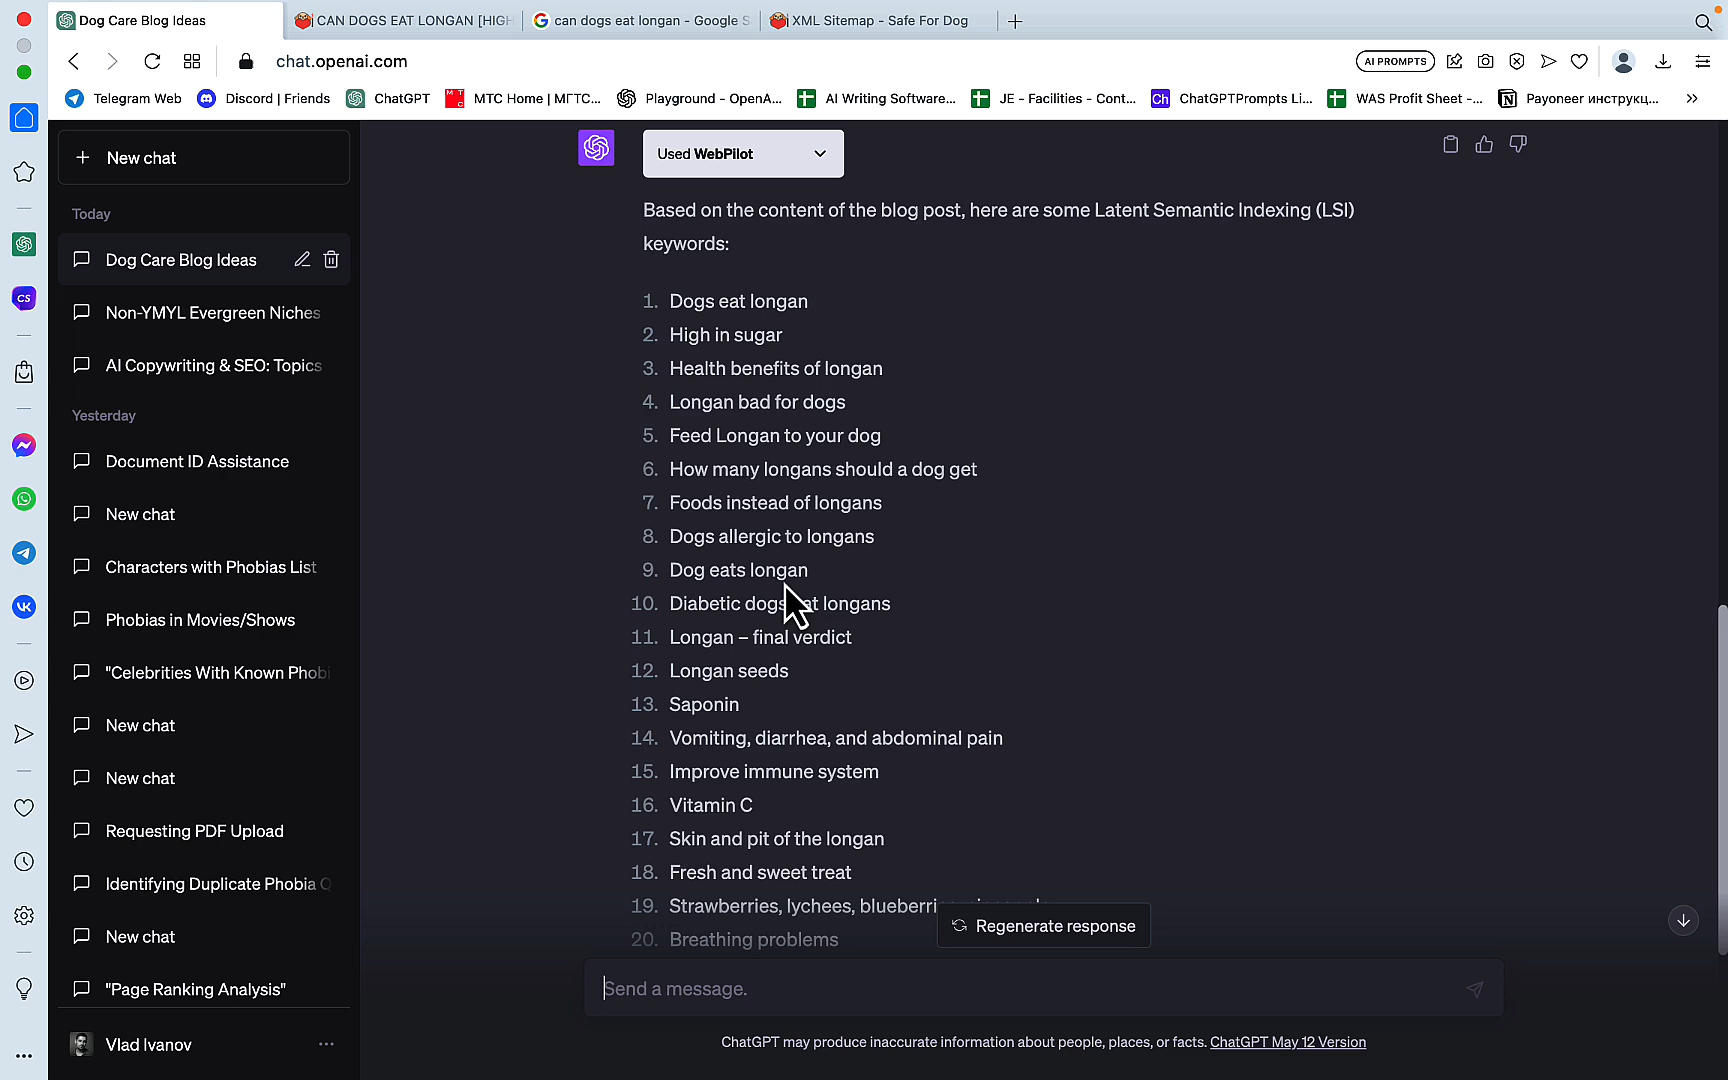 Dog Care Blog Ideas
CAN DOGS EAT LONGAN [HIGH
can dogs eat longan - Google S
XML Sitemap - Safe For Dog
chat.openai.com
AI PROMPTS
Telegram Web
Discord | Friends
ChatGPT
МТС Home | МГТС...
Playground - OpenA...
AI Writing Software...
JE - Facilities - Cont...
Ch
ChatGPTPrompts Li...
WAS Profit Sheet -...
Payoneer инструкц...
New chat
Today
Dog Care Blog Ideas
Non-YMYL Evergreen Niches
AI Copywriting & SEO: Topics
Yesterday
Document ID Assistance
New chat
Characters with Phobias List
Phobias in Movies/Shows
"Celebrities With Known Phobi
New chat
New chat
Requesting PDF Upload
Identifying Duplicate Phobia Q
New chat
"Page Ranking Analysis"
Vlad Ivanov
CS
Used WebPilot
Based on the content of the blog post, here are some Latent Semantic Indexing (LSI)
keywords:
1. Dogs eat longan
2. High in sugar
3. Health benefits of longan
4. Longan bad for dogs
5. Feed Longan to your dog
6. How many longans should a dog get
7. Foods instead of longans
8. Dogs allergic to longans
9. Dog eats longan
10. Diabetic dogs at longans
11. Longan – final verdict
12. Longan seeds
13. Saponin
14. Vomiting, diarrhea, and abdominal pain
15. Improve immune system
16. Vitamin C
17. Skin and pit of the longan
18. Fresh and sweet treat
19. Strawberries, lychees, blueberri
20. Breathing problems
Regenerate response
Send a message.
ChatGPT may produce inaccurate information about people, places, or facts. ChatGPT May 12 Version